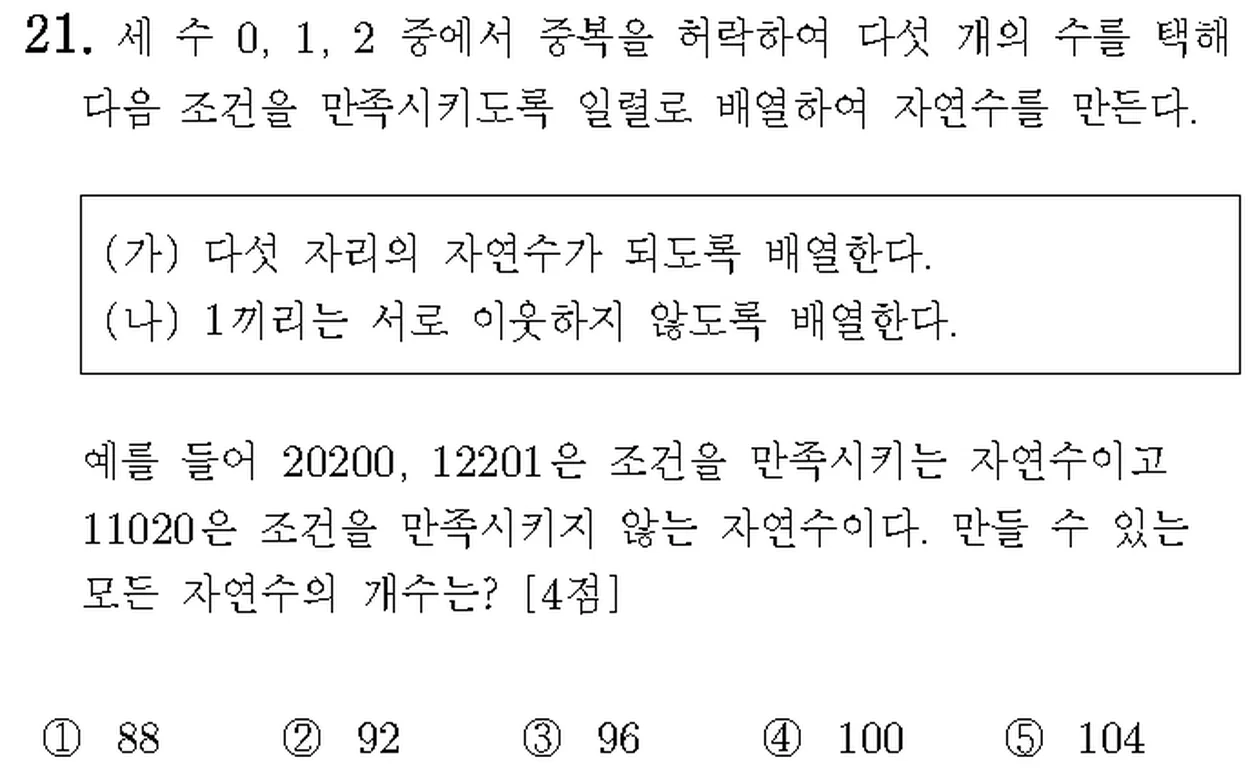 21. 세 수 0, 1, 2 중에서 중복을 허락하여 다섯 개의 수를 택해
다음 조건을 만족시키도록 일렬로 배열하여 자연수를 만든다.
(가) 다섯 자리의 자연수가 되도록 배열한다.
(나) 1끼리는 서로 이웃하지 않도록 배열한다.
예를 들어 20200, 12201은 조건을 만족시키는 자연수이고
11020은 조건을 만족시키지 않는 자연수이다. 만들 수 있는
모든 자연수의 개수는? [4점]
① 88 ② 92 ③ 96 ④ 100 ⑤ 104